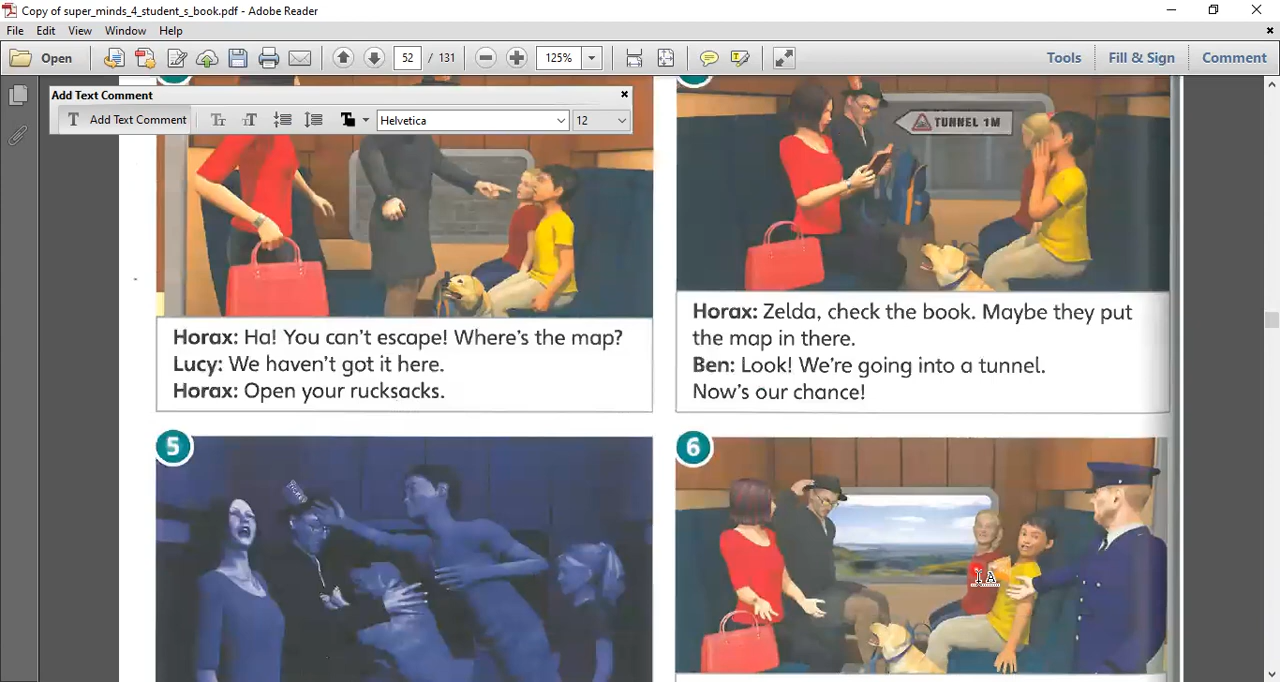 Copy of super_minds_4_student_s_book.pdf - Adobe Reader
File Edit View Window Help
Open 52 / 131 125% Tools Fill & Sign Comment
Add Text Comment
T Add Text Comment Helvetica 12
TUNNEL 1M
Horax: Ha! You can't escape! Where's the map?
Lucy: We haven't got it here.
Horax: Open your rucksacks.
Horax: Zelda, check the book. Maybe they put
the map in there.
Ben: Look! We're going into a tunnel.
Now's our chance!
5
6